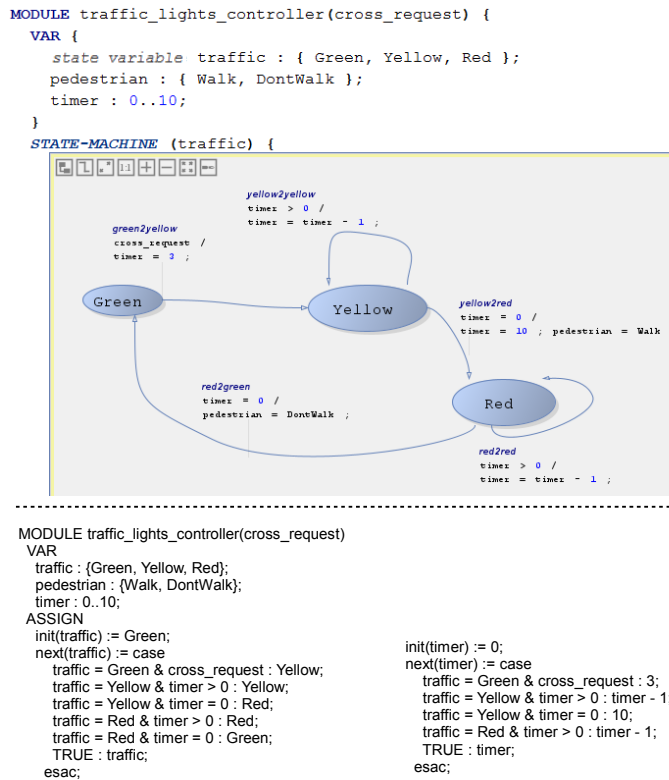 MODULE traffic_lights_controller(cross_request) {
VAR {
state variable traffic : { Green, Yellow, Red };
pedestrian : { Walk, DontWalk };
timer : 0..10;
}
STATE-MACHINE (traffic) {
1:1
yellow2yellow
timer > 0 /
timer = timer - 1 ;
green2yellow
cross_request /
timer = 3 ;
Green
Yellow
yellow2red
timer = 0 /
timer = 10 ; pedestrian = Walk
red2green
timer = 0 /
pedestrian = DontWalk ;
Red
red2red
timer > 0 /
timer = timer - 1 ;
MODULE traffic_lights_controller(cross_request)
VAR
traffic : {Green, Yellow, Red};
pedestrian : {Walk, DontWalk};
timer : 0..10;
ASSIGN
init(traffic) := Green;
next(traffic) := case
traffic = Green & cross_request : Yellow;
traffic = Yellow & timer > 0 : Yellow;
traffic = Yellow & timer = 0 : Red;
traffic = Red & timer > 0 : Red;
traffic = Red & timer = 0 : Green;
TRUE : traffic;
esac;
init(timer) := 0;
next(timer) := case
traffic = Green & cross_request : 3;
traffic = Yellow & timer > 0 : timer - 1;
traffic = Yellow & timer = 0 : 10;
traffic = Red & timer > 0 : timer - 1;
TRUE : timer;
esac;